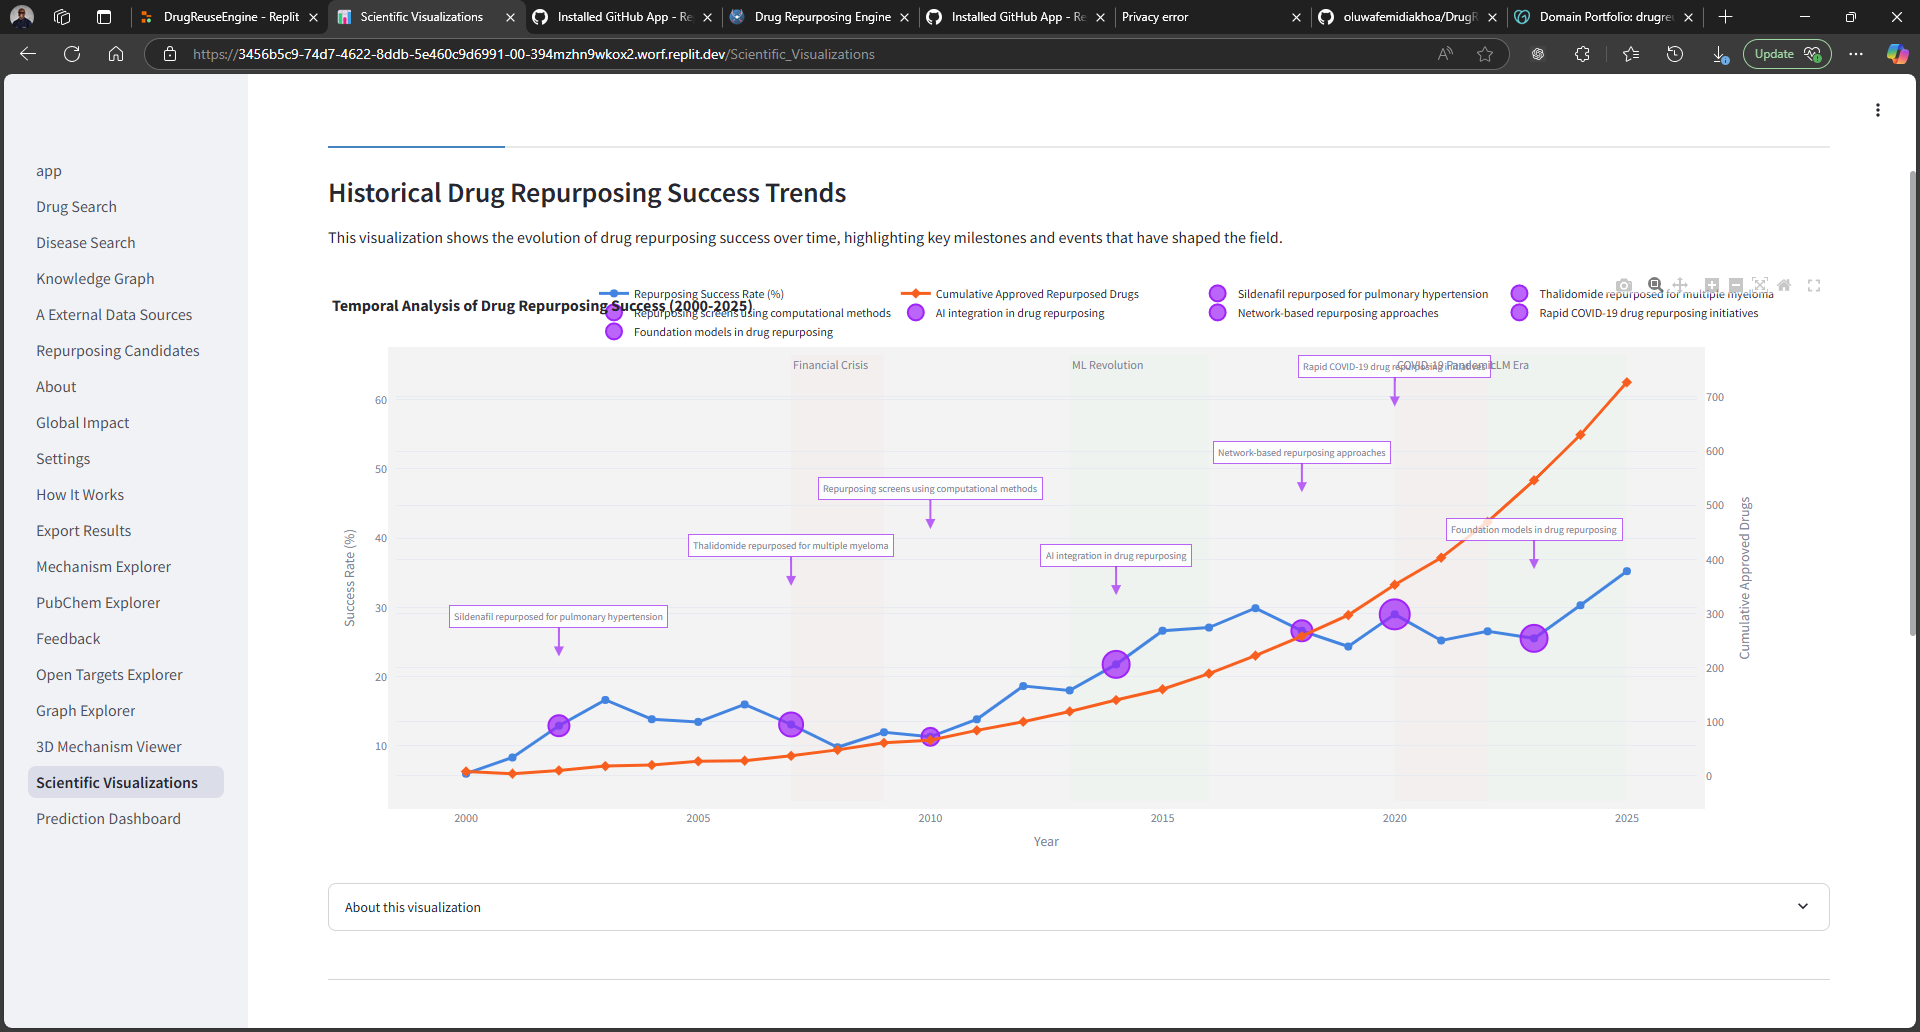 DrugReuseEngine - Replit
Scientific Visualizations
Installed GitHub App - Re
Drug Repurposing Engine
Installed GitHub App - Re
Privacy error
oluwafemidiakhoa/DrugR
Domain Portfolio: drugreu
https://3456b5c9-74d7-4622-8ddb-5e460c9d6991-00-394mzhn9wkox2.worf.replit.dev/Scientific_Visualizations
Update
app
Drug Search
Disease Search
Knowledge Graph
A External Data Sources
Repurposing Candidates
About
Global Impact
Settings
How It Works
Export Results
Mechanism Explorer
PubChem Explorer
Feedback
Open Targets Explorer
Graph Explorer
3D Mechanism Viewer
Scientific Visualizations
Prediction Dashboard
Historical Drug Repurposing Success Trends
This visualization shows the evolution of drug repurposing success over time, highlighting key milestones and events that have shaped the field.
Temporal Analysis of Drug Repurposing Success (2000-2025)
Repurposing Success Rate (%)
Cumulative Approved Repurposed Drugs
Sildenafil repurposed for pulmonary hypertension
Thalidomide repurposed for multiple myeloma
Repurposing screens using computational methods
AI integration in drug repurposing
Network-based repurposing approaches
Rapid COVID-19 drug repurposing initiatives
Foundation models in drug repurposing
Financial Crisis
ML Revolution
Rapid COVID-19 drug repurposing initiatives
COVID-19 Pandemic
LM Era
Network-based repurposing approaches
Repurposing screens using computational methods
Foundation models in drug repurposing
Thalidomide repurposed for multiple myeloma
AI integration in drug repurposing
Sildenafil repurposed for pulmonary hypertension
Success Rate (%)
60
50
40
30
20
10
Cumulative Approved Drugs
700
600
500
400
300
200
100
0
2000
2005
2010
2015
2020
2025
Year
About this visualization